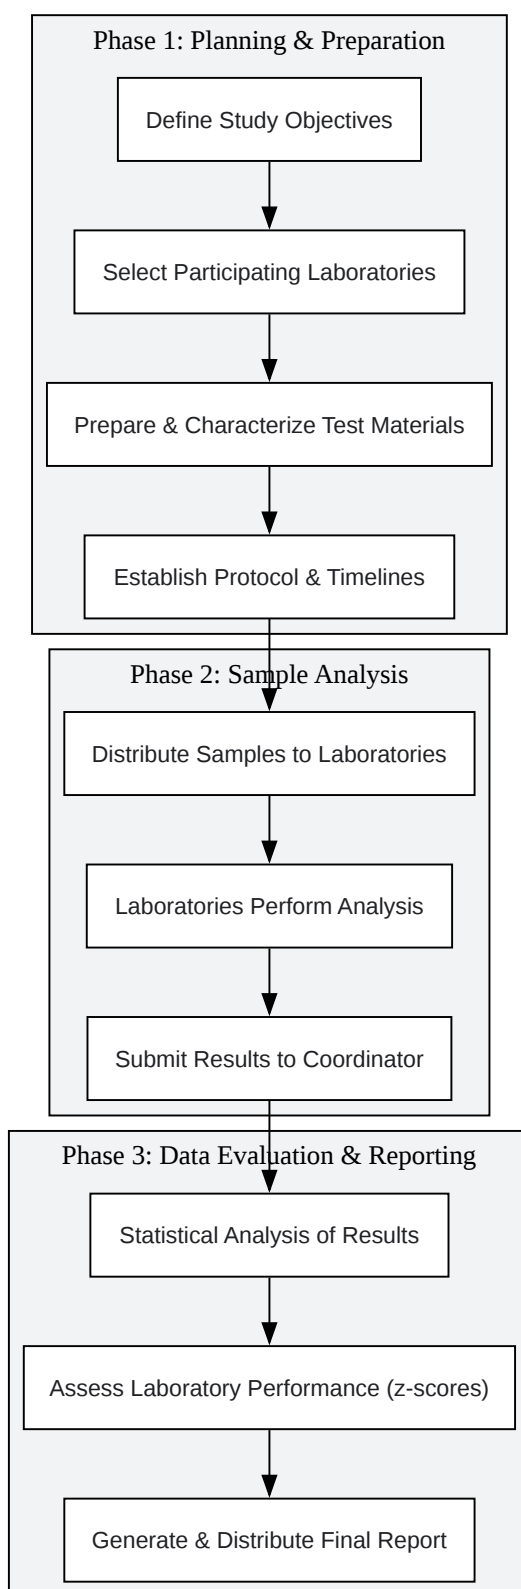 Phase 1: Planning & Preparation
Define Study Objectives
Select Participating Laboratories
Prepare & Characterize Test Materials
Establish Protocol & Timelines
Phase 2: Sample Analysis
Distribute Samples to Laboratories
Laboratories Perform Analysis
Submit Results to Coordinator
Phase 3: Data Evaluation & Reporting
Statistical Analysis of Results
Assess Laboratory Performance (z-scores)
Generate & Distribute Final Report